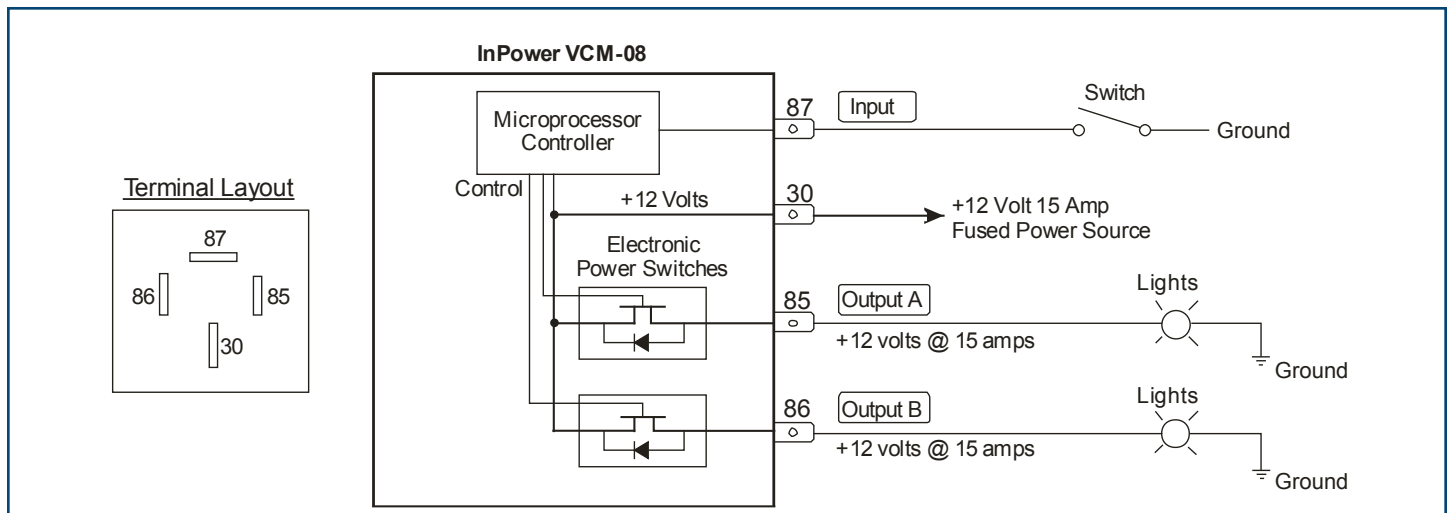 InPower VCM-08
Terminal Layout
87
86
85
30
Microprocessor
Controller
Control
+12 Volts
Electronic
Power Switches
87
Input
Switch
Ground
30
+12 Volt 15 Amp
Fused Power Source
85
Output A
+12 volts @ 15 amps
Lights
Ground
86
Output B
+12 volts @ 15 amps
Lights
Ground